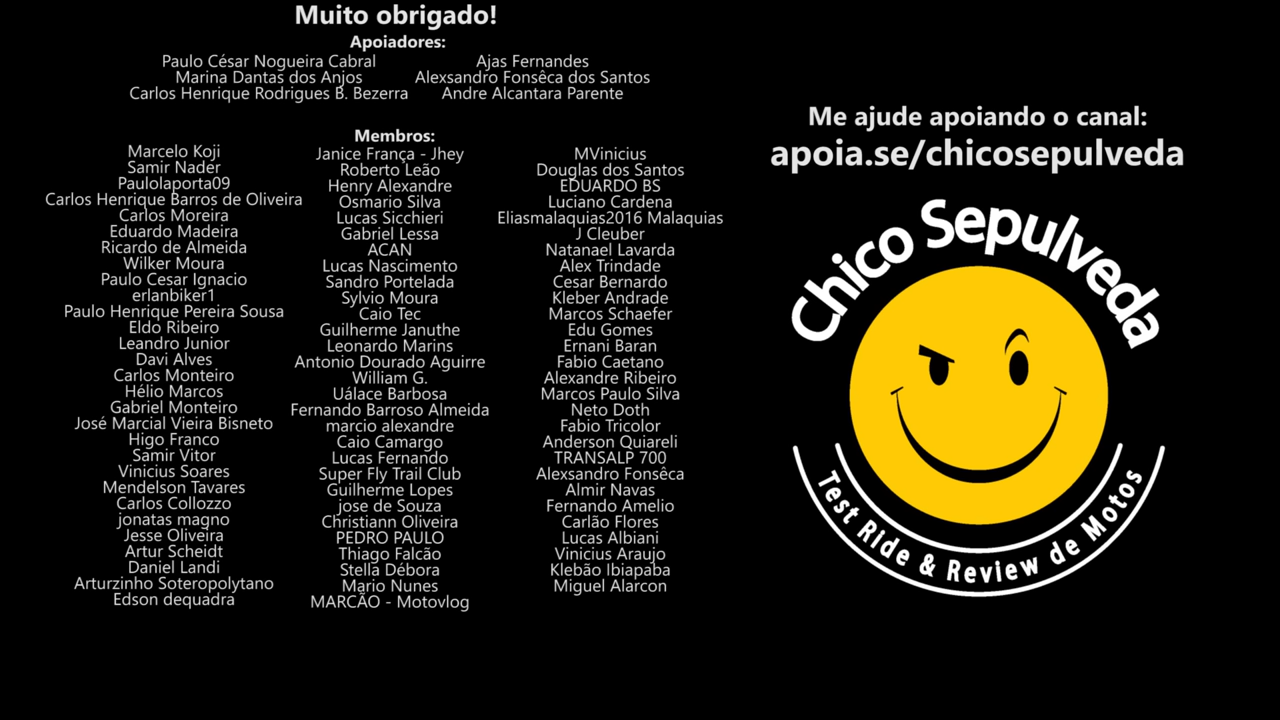 Muito obrigado!
Apoiadores:
Paulo César Nogueira Cabral
Marina Dantas dos Anjos
Carlos Henrique Rodrigues B. Bezerra
Ajas Fernandes
Alexsandro Fonsêca dos Santos
Andre Alcantara Parente
Membros:
Marcelo Koji
Samir Nader
Paulolaporta09
Carlos Henrique Barros de Oliveira
Carlos Moreira
Eduardo Madeira
Ricardo de Almeida
Wilker Moura
Paulo Cesar Ignacio
erlanbiker1
Paulo Henrique Pereira Sousa
Eldo Ribeiro
Leandro Junior
Davi Alves
Carlos Monteiro
Hélio Marcos
Gabriel Monteiro
José Marcial Vieira Bisneto
Higo Franco
Samir Vitor
Vinicius Soares
Mendelson Tavares
Carlos Collozzo
jonatas magno
Jesse Oliveira
Artur Scheidt
Daniel Landi
Arturzinho Soteropolytano
Edson dequadra
Janice França - Jhey
Roberto Leão
Henry Alexandre
Osmario Silva
Lucas Sicchieri
Gabriel Lessa
ACAN
Lucas Nascimento
Sandro Portelada
Sylvio Moura
Caio Tec
Guilherme Januthe
Leonardo Marins
Antonio Dourado Aguirre
William G.
Uálace Barbosa
Fernando Barroso Almeida
marcio alexandre
Caio Camargo
Lucas Fernando
Super Fly Trail Club
Guilherme Lopes
jose de Souza
Christiann Oliveira
PEDRO PAULO
Thiago Falcão
Stella Débora
Mario Nunes
MARCÃO - Motovlog
MVinicius
Douglas dos Santos
EDUARDO BS
Luciano Cardena
Eliasmalaquias2016 Malaquias
J Cleuber
Natanael Lavarda
Alex Trindade
Cesar Bernardo
Kleber Andrade
Marcos Schaefer
Edu Gomes
Ernani Baran
Fabio Caetano
Alexandre Ribeiro
Marcos Paulo Silva
Neto Doth
Fabio Tricolor
Anderson Quiareli
TRANSALP 700
Alexsandro Fonsêca
Almir Navas
Fernando Amelio
Carlão Flores
Lucas Albiani
Vinicius Araujo
Klebão Ibiapaba
Miguel Alarcon
Me ajude apoiando o canal:
apoia.se/chicosepulveda
Chico Sepulveda
Test Ride & Review de Motos